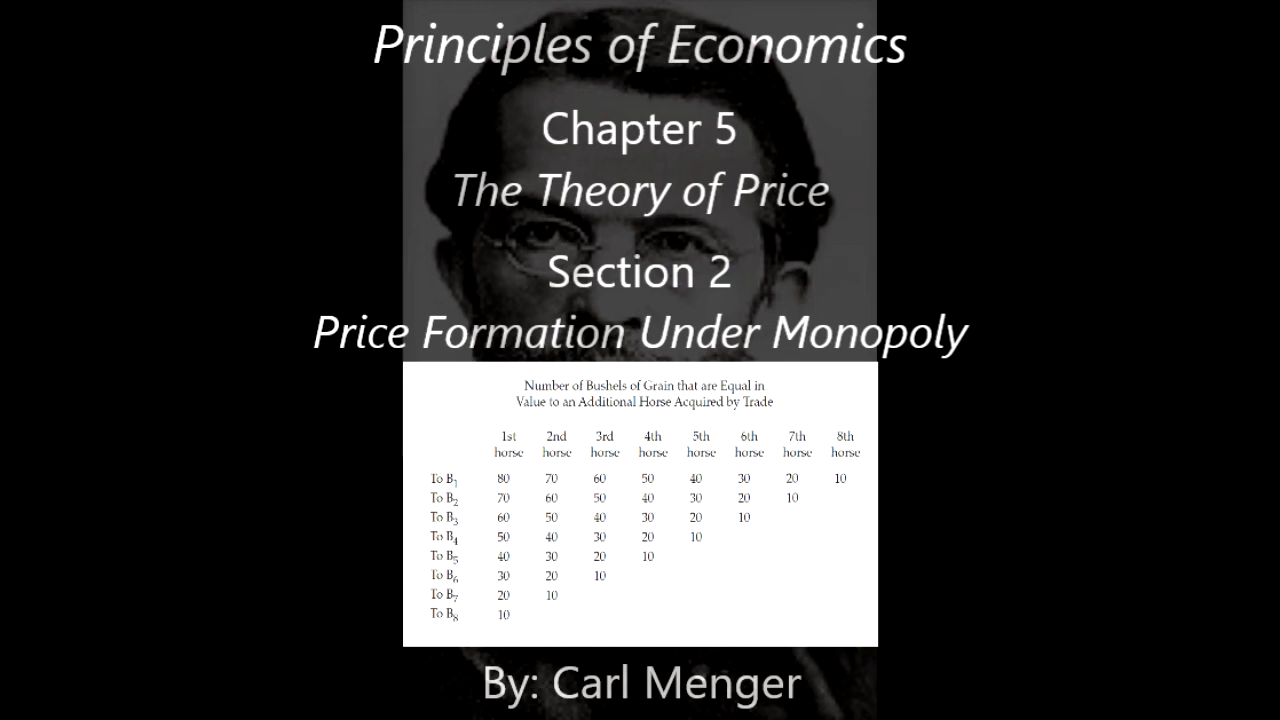 Principles of Economics
Chapter 5
The Theory of Price
Section 2
Price Formation Under Monopoly
Number of Bushels of Grain that are Equal in
Value to an Additional Horse Acquired by Trade
1st 2nd 3rd 4th 5th 6th 7th 8th
horse horse horse horse horse horse horse horse
To B₁ 80 70 60 50 40 30 20 10
To B₂ 70 60 50 40 30 20 10
To B₃ 60 50 40 30 20 10
To B₄ 50 40 30 20 10
To B₅ 40 30 20 10
To B₆ 30 20 10
To B₇ 20 10
To B₈ 10
By: Carl Menger